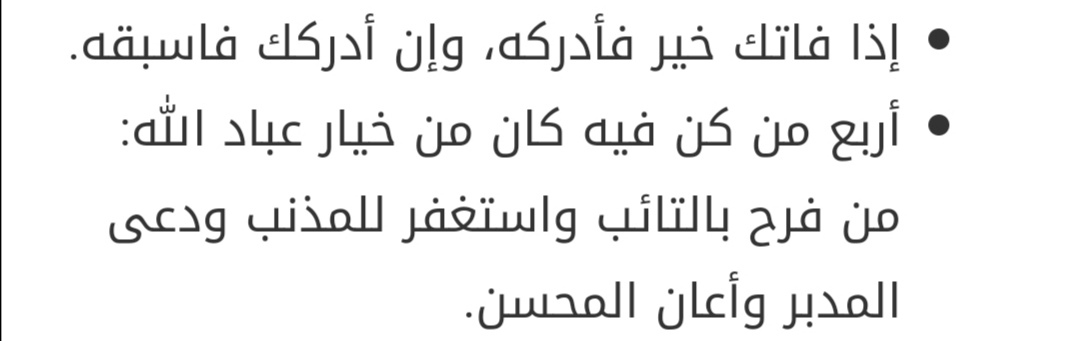 • إذا فاتك خير فأدركه، وإن أدركك فاسبقه.
• أربع من كن فيه كان من خيار عباد الله:
من فرح بالتائب واستغفر للمذنب ودعى
المدبر وأعان المحسن.